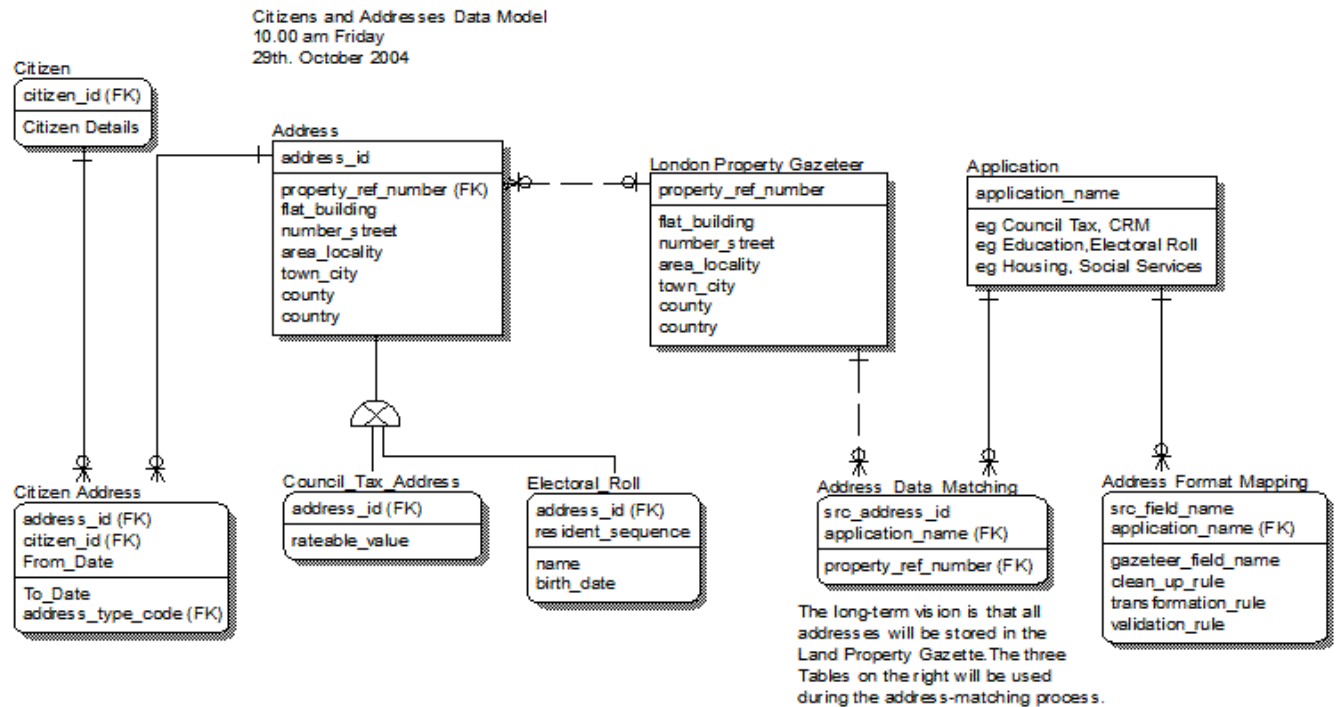 Citizens and Addresses Data Model
10.00 am Friday
29th. October 2004
Citizen
citizen_id (FK)
Citizen Details
Address
address_id
property_ref_number (FK)
flat_building
number_street
area_locality
town_city
county
country
London Property Gazeteer
property_ref_number
flat_building
number_street
area_locality
town_city
county
country
Application
application_name
eg Council Tax, CRM
eg Education,Electoral Roll
eg Housing, Social Services
Citizen Address
address_id (FK)
citizen_id (FK)
From_Date
To_Date
address_type_code (FK)
Council_Tax_Address
address_id (FK)
rateable_value
Electoral_Roll
address_id (FK)
resident_sequence
name
birth_date
Address_Data_Matching
src_address_id
application_name (FK)
property_ref_number (FK)
Address_Format Mapping
src_field_name
application_name (FK)
gazeteer_field_name
clean_up_rule
transformation_rule
validation_rule
The long-term vision is that all
addresses will be stored in the
Land Property Gazette.The three
Tables on the right will be used
during the address-matching process.